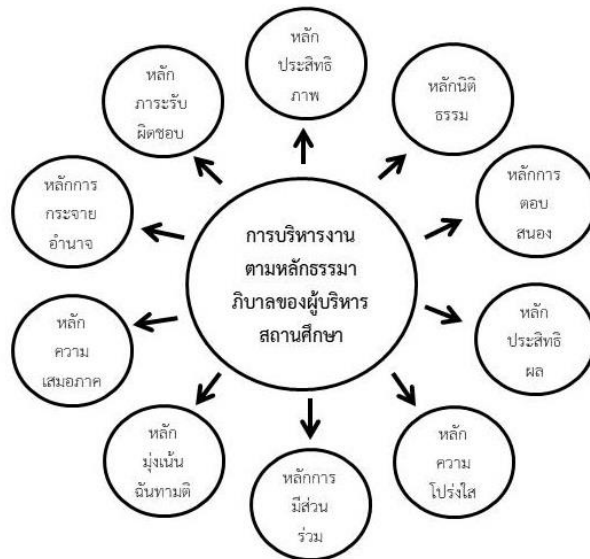 หลัก
ประสิทธิ
ภาพ
หลักนิติ
ธรรม
หลักการ
ตอบ
สนอง
หลัก
ประสิทธิ
ผล
หลัก
ความ
โปร่งใส
หลักการ
มีส่วน
ร่วม
หลัก
มุ่งเน้น
ฉันทามติ
หลัก
ความ
เสมอภาค
หลักการ
กระจาย
อำนาจ
หลัก
ภาระรับ
ผิดชอบ
การบริหารงาน
ตามหลักธรรมา
ภิบาลของผู้บริหาร
สถานศึกษา